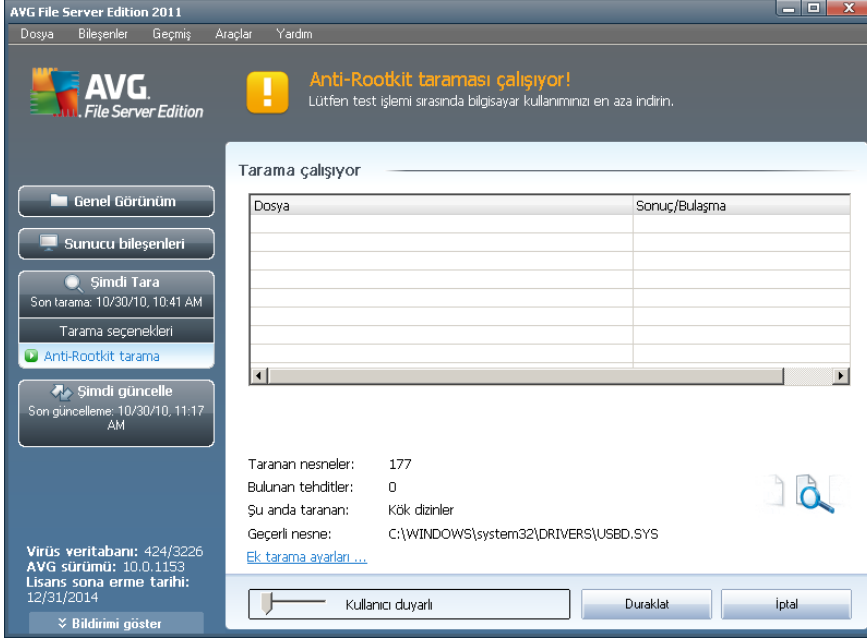 AVG File Server Edition 2011
Dosya Bileşenler Geçmiş Araçlar Yardım
AVG.
File Server Edition
Anti-Rootkit taraması çalışıyor!
Lütfen test işlemi sırasında bilgisayar kullanımınızı en aza indirin.
Genel Görünüm
Sunucu bileşenleri
Şimdi Tara
Son tarama: 10/30/10, 10:41 AM
Tarama seçenekleri
Anti-Rootkit tarama
Şimdi güncelle
Son güncelleme: 10/30/10, 11:17
AM
Virüs veritabanı: 424/3226
AVG sürümü: 10.0.1153
Lisans sona erme tarihi:
12/31/2014
Bildirimi göster
Tarama çalışıyor
Dosya Sonuç/Bulaşma
Taranan nesneler: 177
Bulunan tehditler: 0
Şu anda taranan: Kök dizinler
Geçerli nesne: C:\WINDOWS\system32\DRIVERS\USBD.SYS
Ek tarama ayarları ...
Kullanıcı duyarlı Duraklat İptal